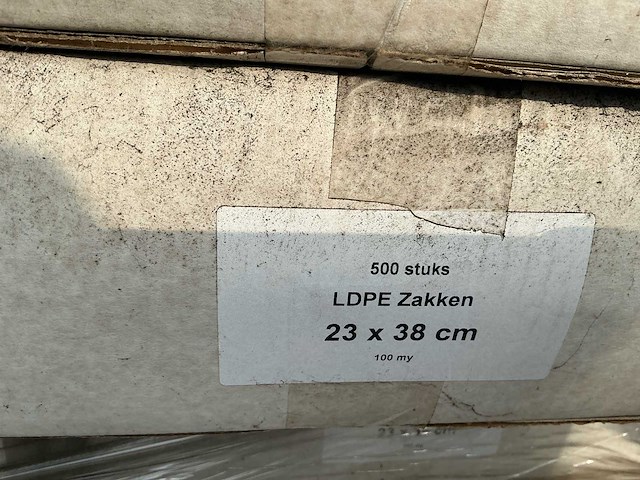 500 stuks
LDPE Zakken
23 x 38 cm
100 my